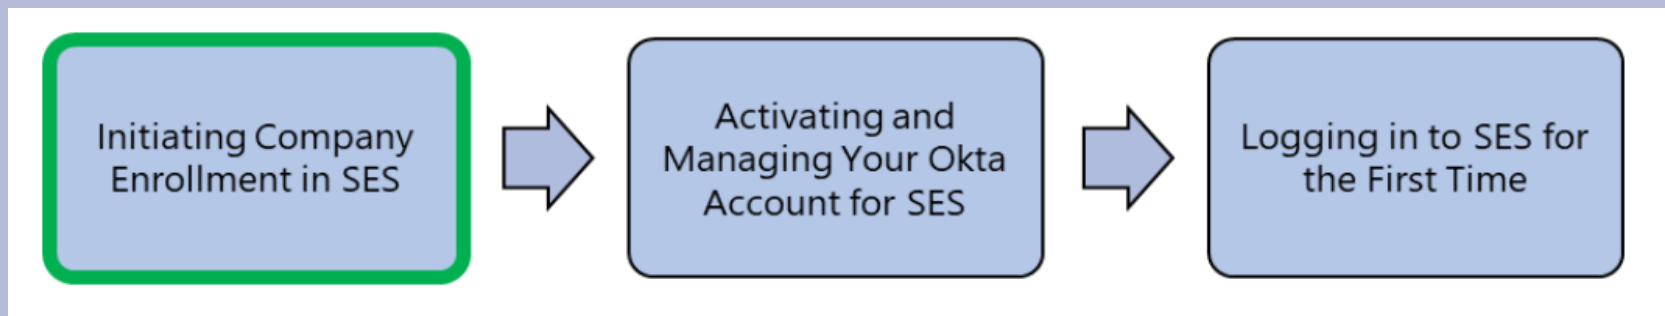 Initiating Company
Enrollment in SES
Activating and
Managing Your Okta
Account for SES
Logging in to SES for
the First Time